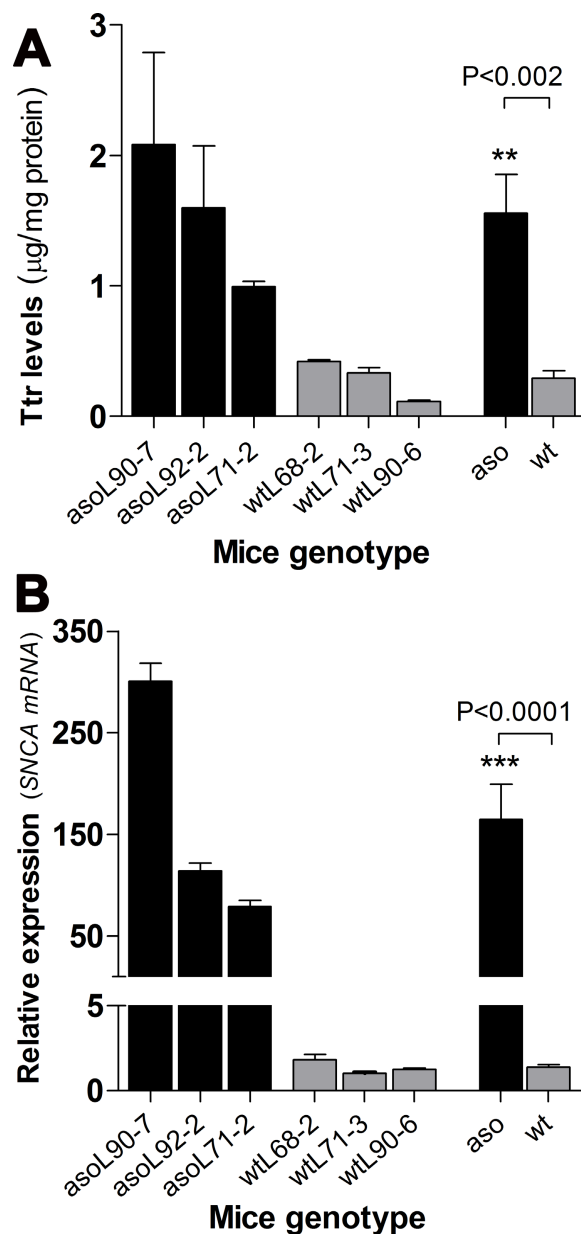 A
Ttr levels (µg/mg protein)
3
2
1
0
P<0.002
**
asoL90-7
asoL92-2
asoL71-2
wtL68-2
wtL71-3
wtL90-6
aso
wt
Mice genotype
B
Relative expression (SNCA mRNA)
350
250
150
50
5
0
P<0.0001
***
asoL90-7
asoL92-2
asoL71-2
wtL68-2
wtL71-3
wtL90-6
aso
wt
Mice genotype